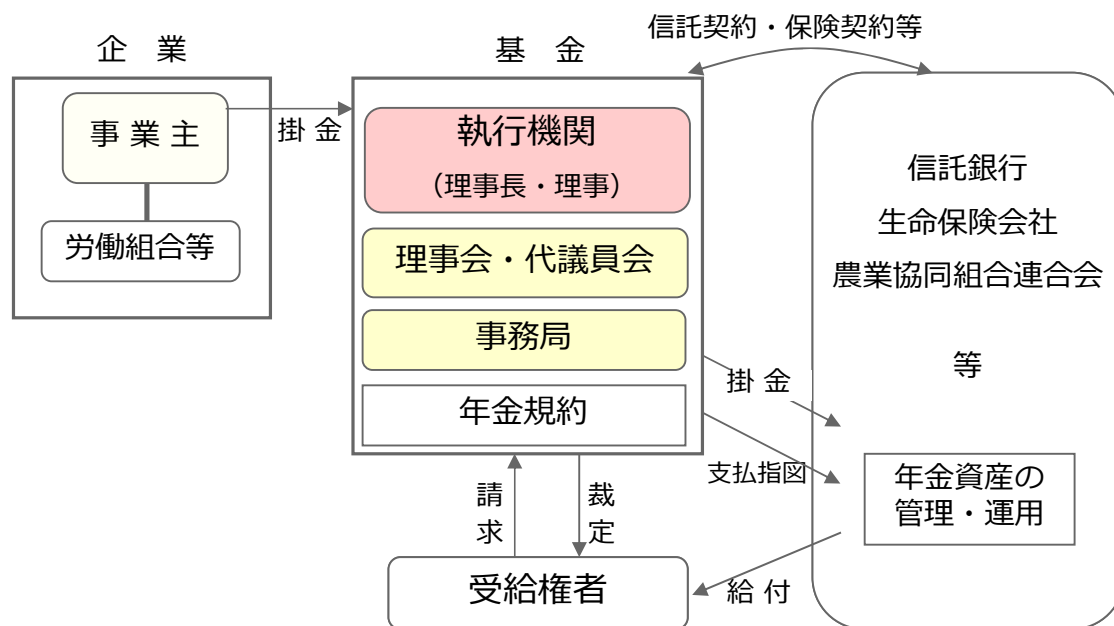 企 業
事 業 主
労働組合等
掛 金
基 金
執行機関
（理事長・理事）
理事会・代議員会
事務局
年金規約
信託契約・保険契約等
信託銀行
生命保険会社
農業協同組合連合会
等
掛 金
支払指図
年金資産の
管理・運用
請
求
裁
定
受給権者
給 付